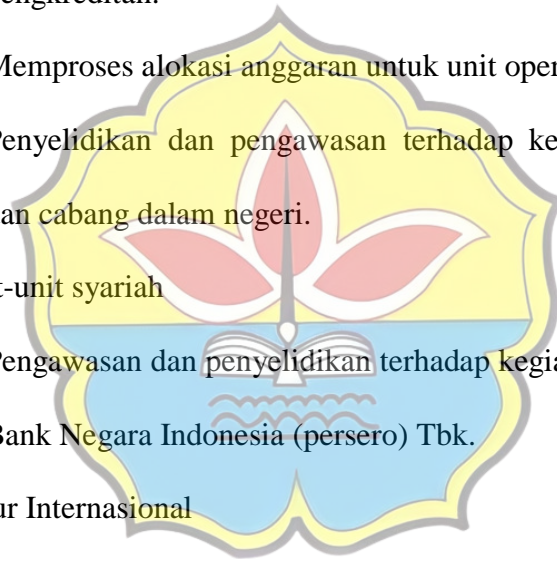 engkreditan.
Memproses alokasi anggaran untuk unit oper
Penyelidikan dan pengawasan terhadap ke
an cabang dalam negeri.
t-unit syariah
Pengawasan dan penyelidikan terhadap kegia
Bank Negara Indonesia (persero) Tbk.
ur Internasional